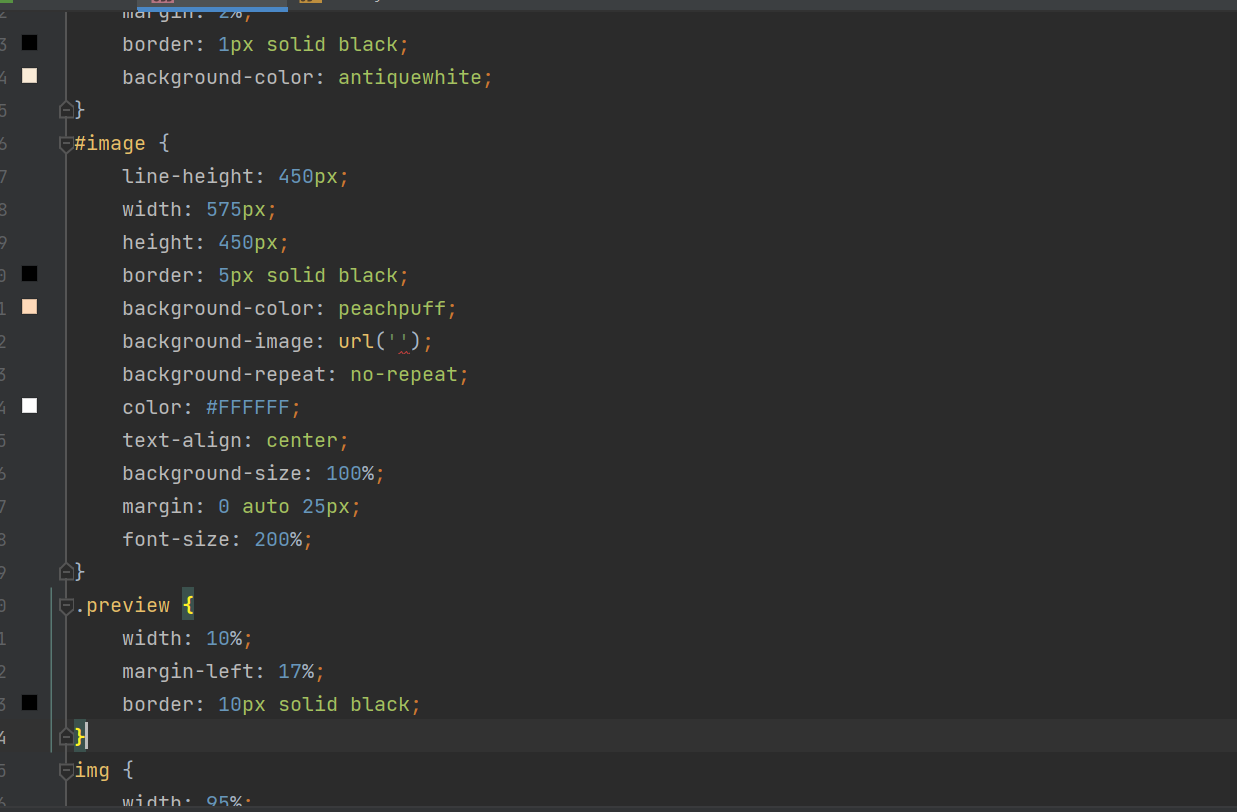 margin: 2%;
border: 1px solid black;
background-color: antiquewhite;
}
#image {
line-height: 450px;
width: 575px;
height: 450px;
border: 5px solid black;
background-color: peachpuff;
background-image: url('');
background-repeat: no-repeat;
color: #FFFFFF;
text-align: center;
background-size: 100%;
margin: 0 auto 25px;
font-size: 200%;
}
.preview {
width: 10%;
margin-left: 17%;
border: 10px solid black;
}
img {
width: 95%;